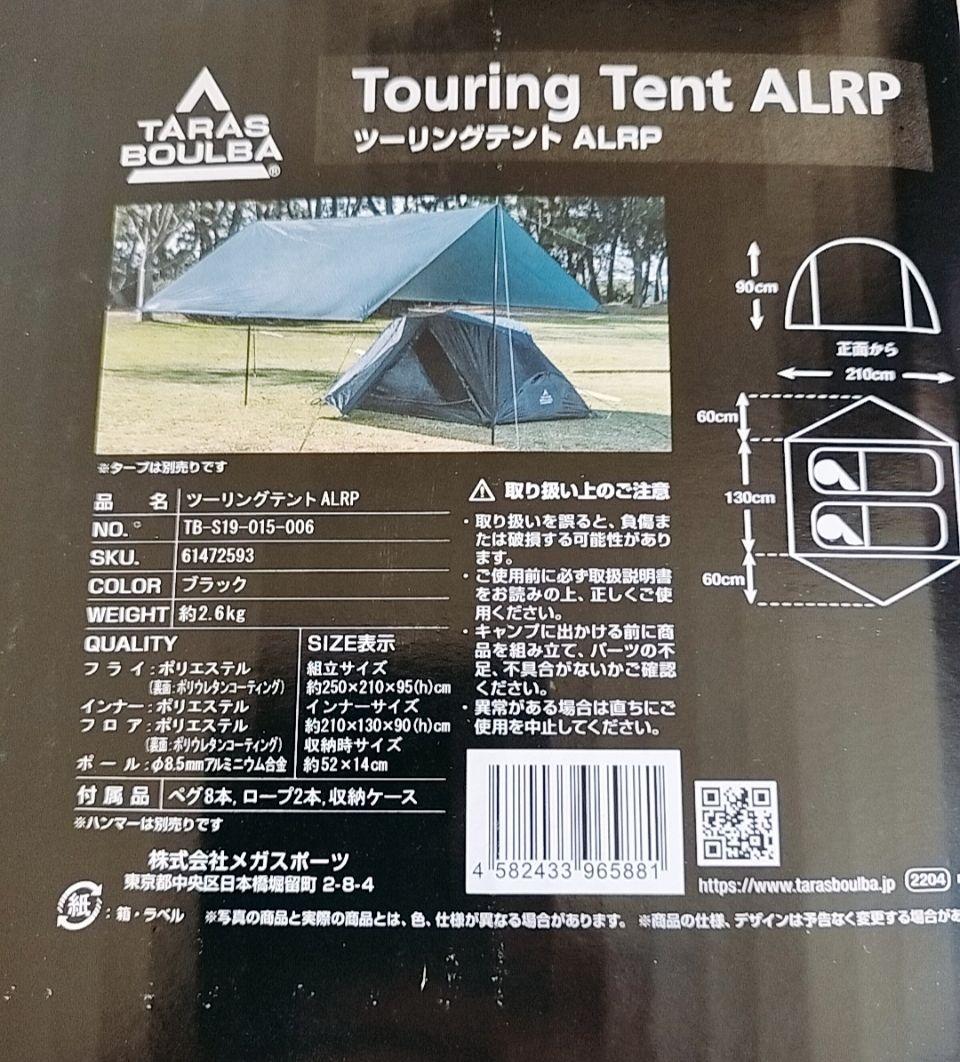 TARAS
BOULBA®
Touring Tent ALRP
ツーリングテント ALRP
90cm
正面から
210cm
60cm
130cm
60cm
※タープは別売りです
品 名 ツーリングテントALRP
NO. TB-S19-015-006
SKU. 61472593
COLOR ブラック
WEIGHT 約2.6kg
QUALITY
フライ:ポリエステル
(裏面:ポリウレタンコーティング)
インナー:ポリエステル
フロア:ポリエステル
(裏面:ポリウレタンコーティング)
ポール:φ8.5mmアルミニウム合金
SIZE表示
組立サイズ
約250×210×95(h)cm
インナーサイズ
約210×130×90(h)cm
収納時サイズ
約52×14cm
付属品 ペグ8本,ロープ2本,収納ケース
※ハンマーは別売りです
取り扱い上のご注意
・取り扱いを誤ると、負傷ま
たは破損する可能性があり
ます。
・ご使用前に必ず取扱説明書
をお読みの上、正しくご使
用ください。
・キャンプに出かける前に商
品を組み立て、パーツの不
足、不具合がないかご確認
ください。
・異常がある場合は直ちにご
使用を中止してください。
4 582433 965881
株式会社メガスポーツ
東京都中央区日本橋堀留町 2-8-4
https://www.tarasboulba.jp 2204
紙:箱・ラベル
※写真の商品と実際の商品とは、色、仕様が異なる場合があります。 ※商品の仕様、デザインは予告なく変更する場合があ